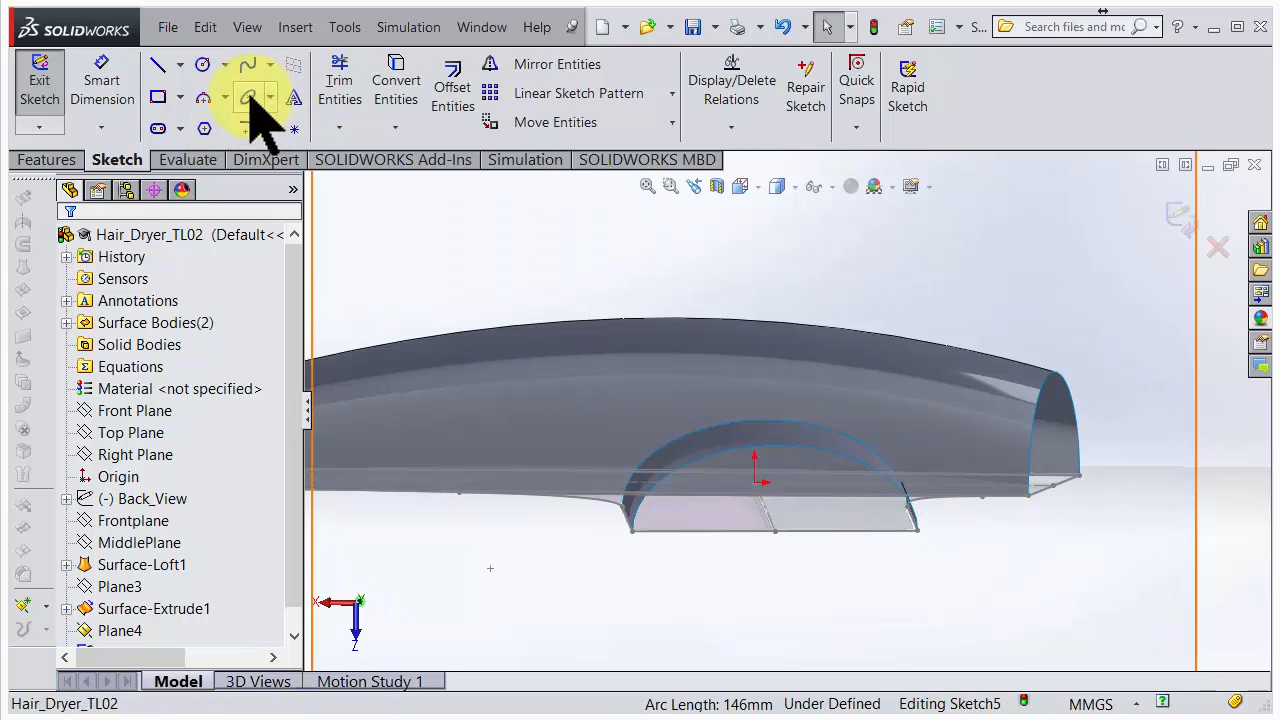 SOLIDWORKS File Edit View Insert Tools Simulation Window Help S... Search files and mo ?
Exit Sketch
Smart Dimension
Trim Entities
Convert Entities
Offset Entities
Mirror Entities
Linear Sketch Pattern
Move Entities
Display/Delete Relations
Repair Sketch
Quick Snaps
Rapid Sketch
Features Sketch Evaluate DimXpert SOLIDWORKS Add-Ins Simulation SOLIDWORKS MBD
Hair_Dryer_TL02 (Default<<
History
Sensors
Annotations
Surface Bodies(2)
Solid Bodies
Equations
Material <not specified>
Front Plane
Top Plane
Right Plane
Origin
(-) Back_View
Frontplane
MiddlePlane
Surface-Loft1
Plane3
Surface-Extrude1
Plane4
X
Y
Z
Model 3D Views Motion Study 1
Hair_Dryer_TL02 Arc Length: 146mm Under Defined Editing Sketch5 MMGS ?